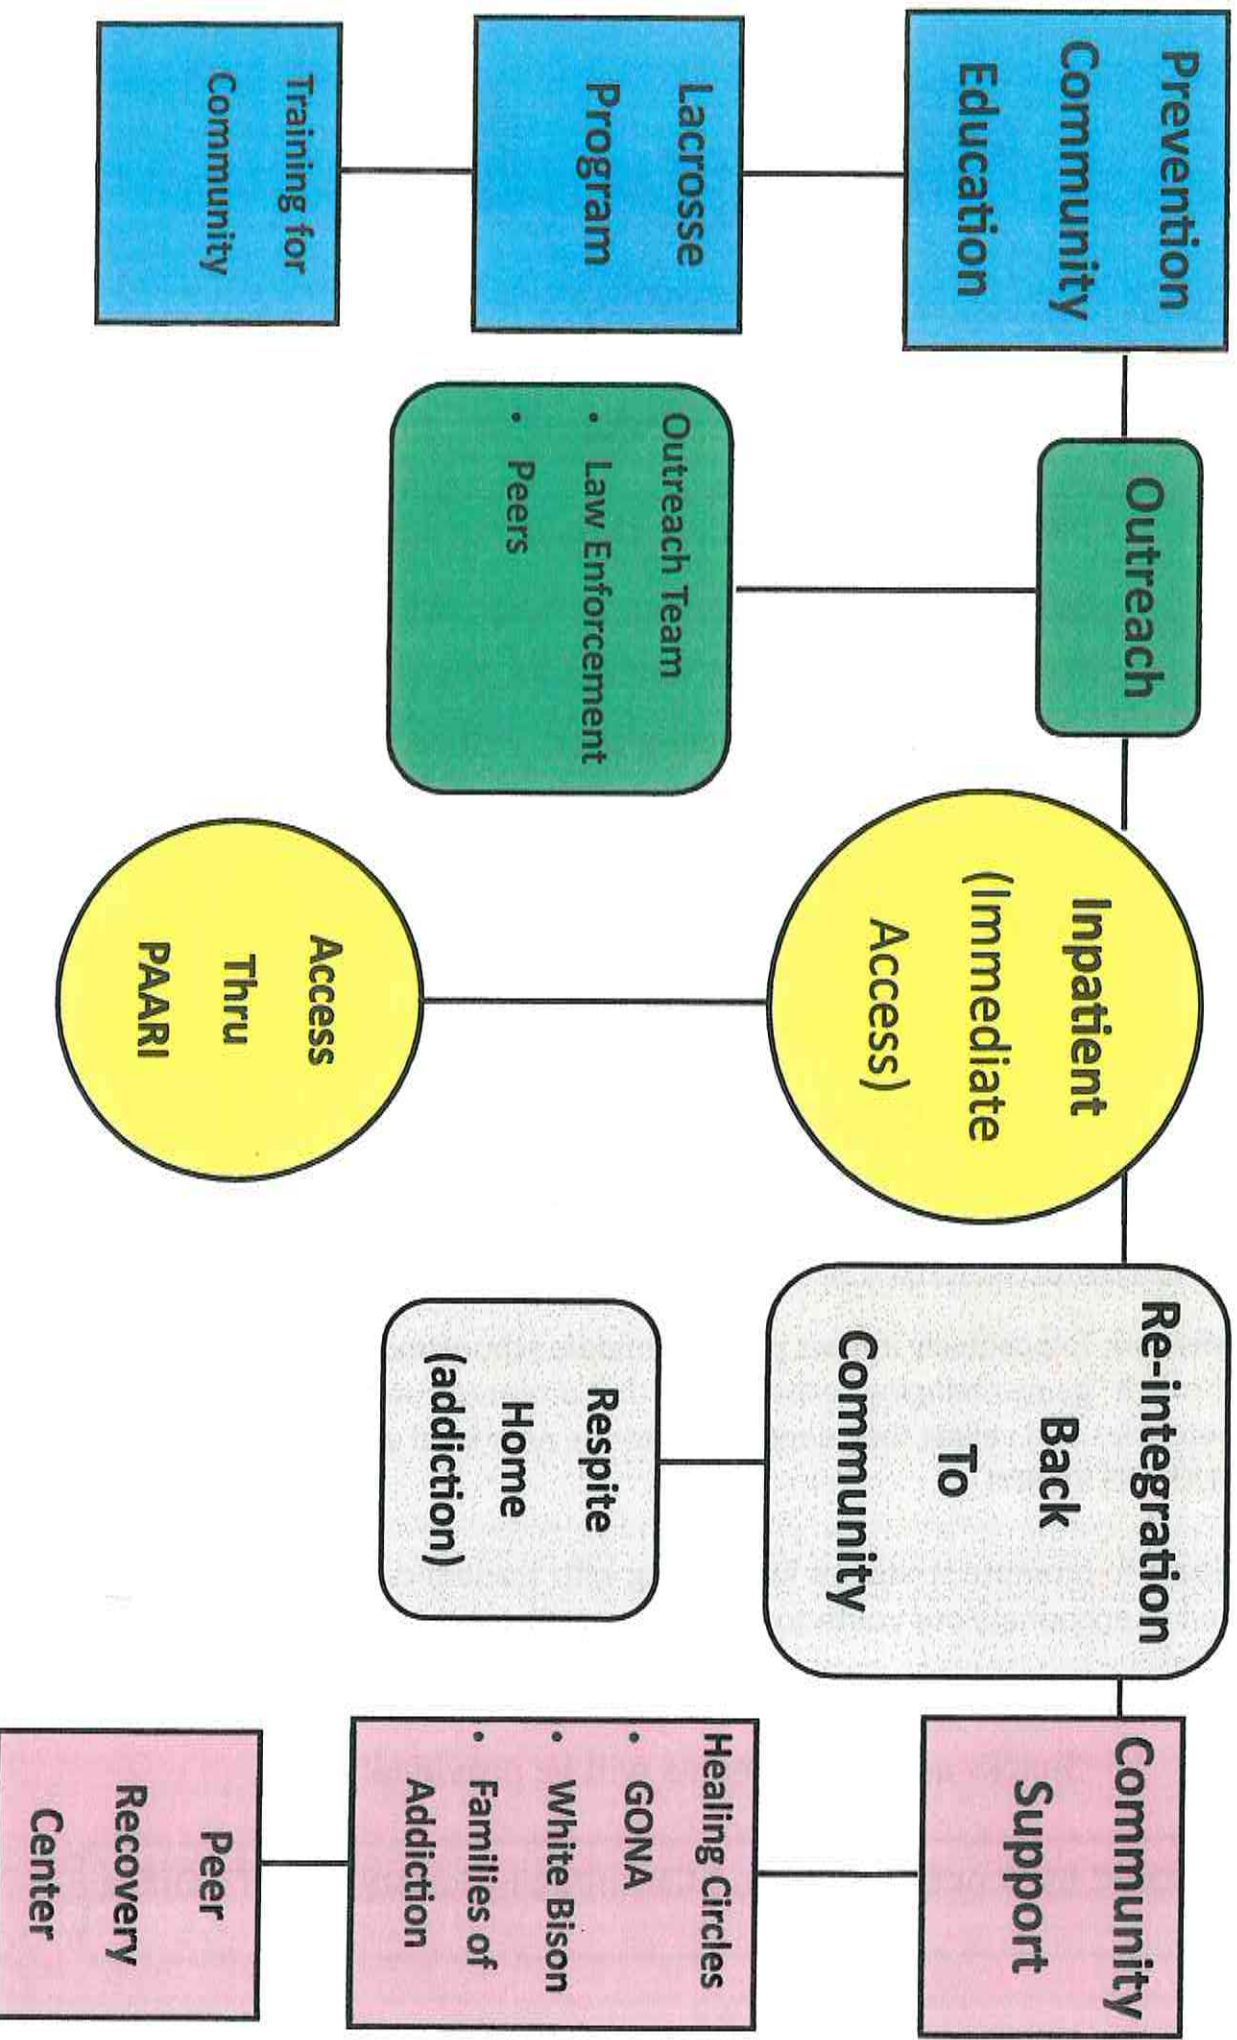 Prevention
Community
Education
Lacrosse
Program
Training for
Community
Outreach
Outreach Team
• Law Enforcement
• Peers
Inpatient
(Immediate
Access)
Access
Thru
PAARI
Re-integration
Back
To
Community
Respite
Home
(addiction)
Community
Support
Healing Circles
• GONA
• White Bison
• Families of
Addiction
Peer
Recovery
Center